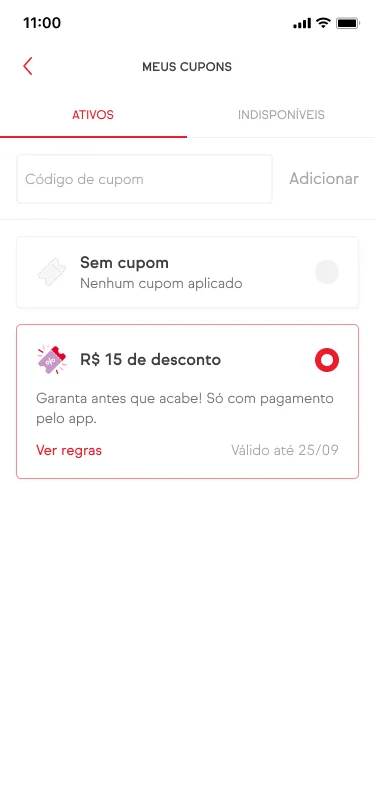 11:00
MEUS CUPONS
ATIVOS
INDISPONÍVEIS
Código de cupom
Adicionar
Sem cupom
Nenhum cupom aplicado
%
R$ 15 de desconto
Garanta antes que acabe! Só com pagamento
pelo app.
Ver regras
Válido até 25/09